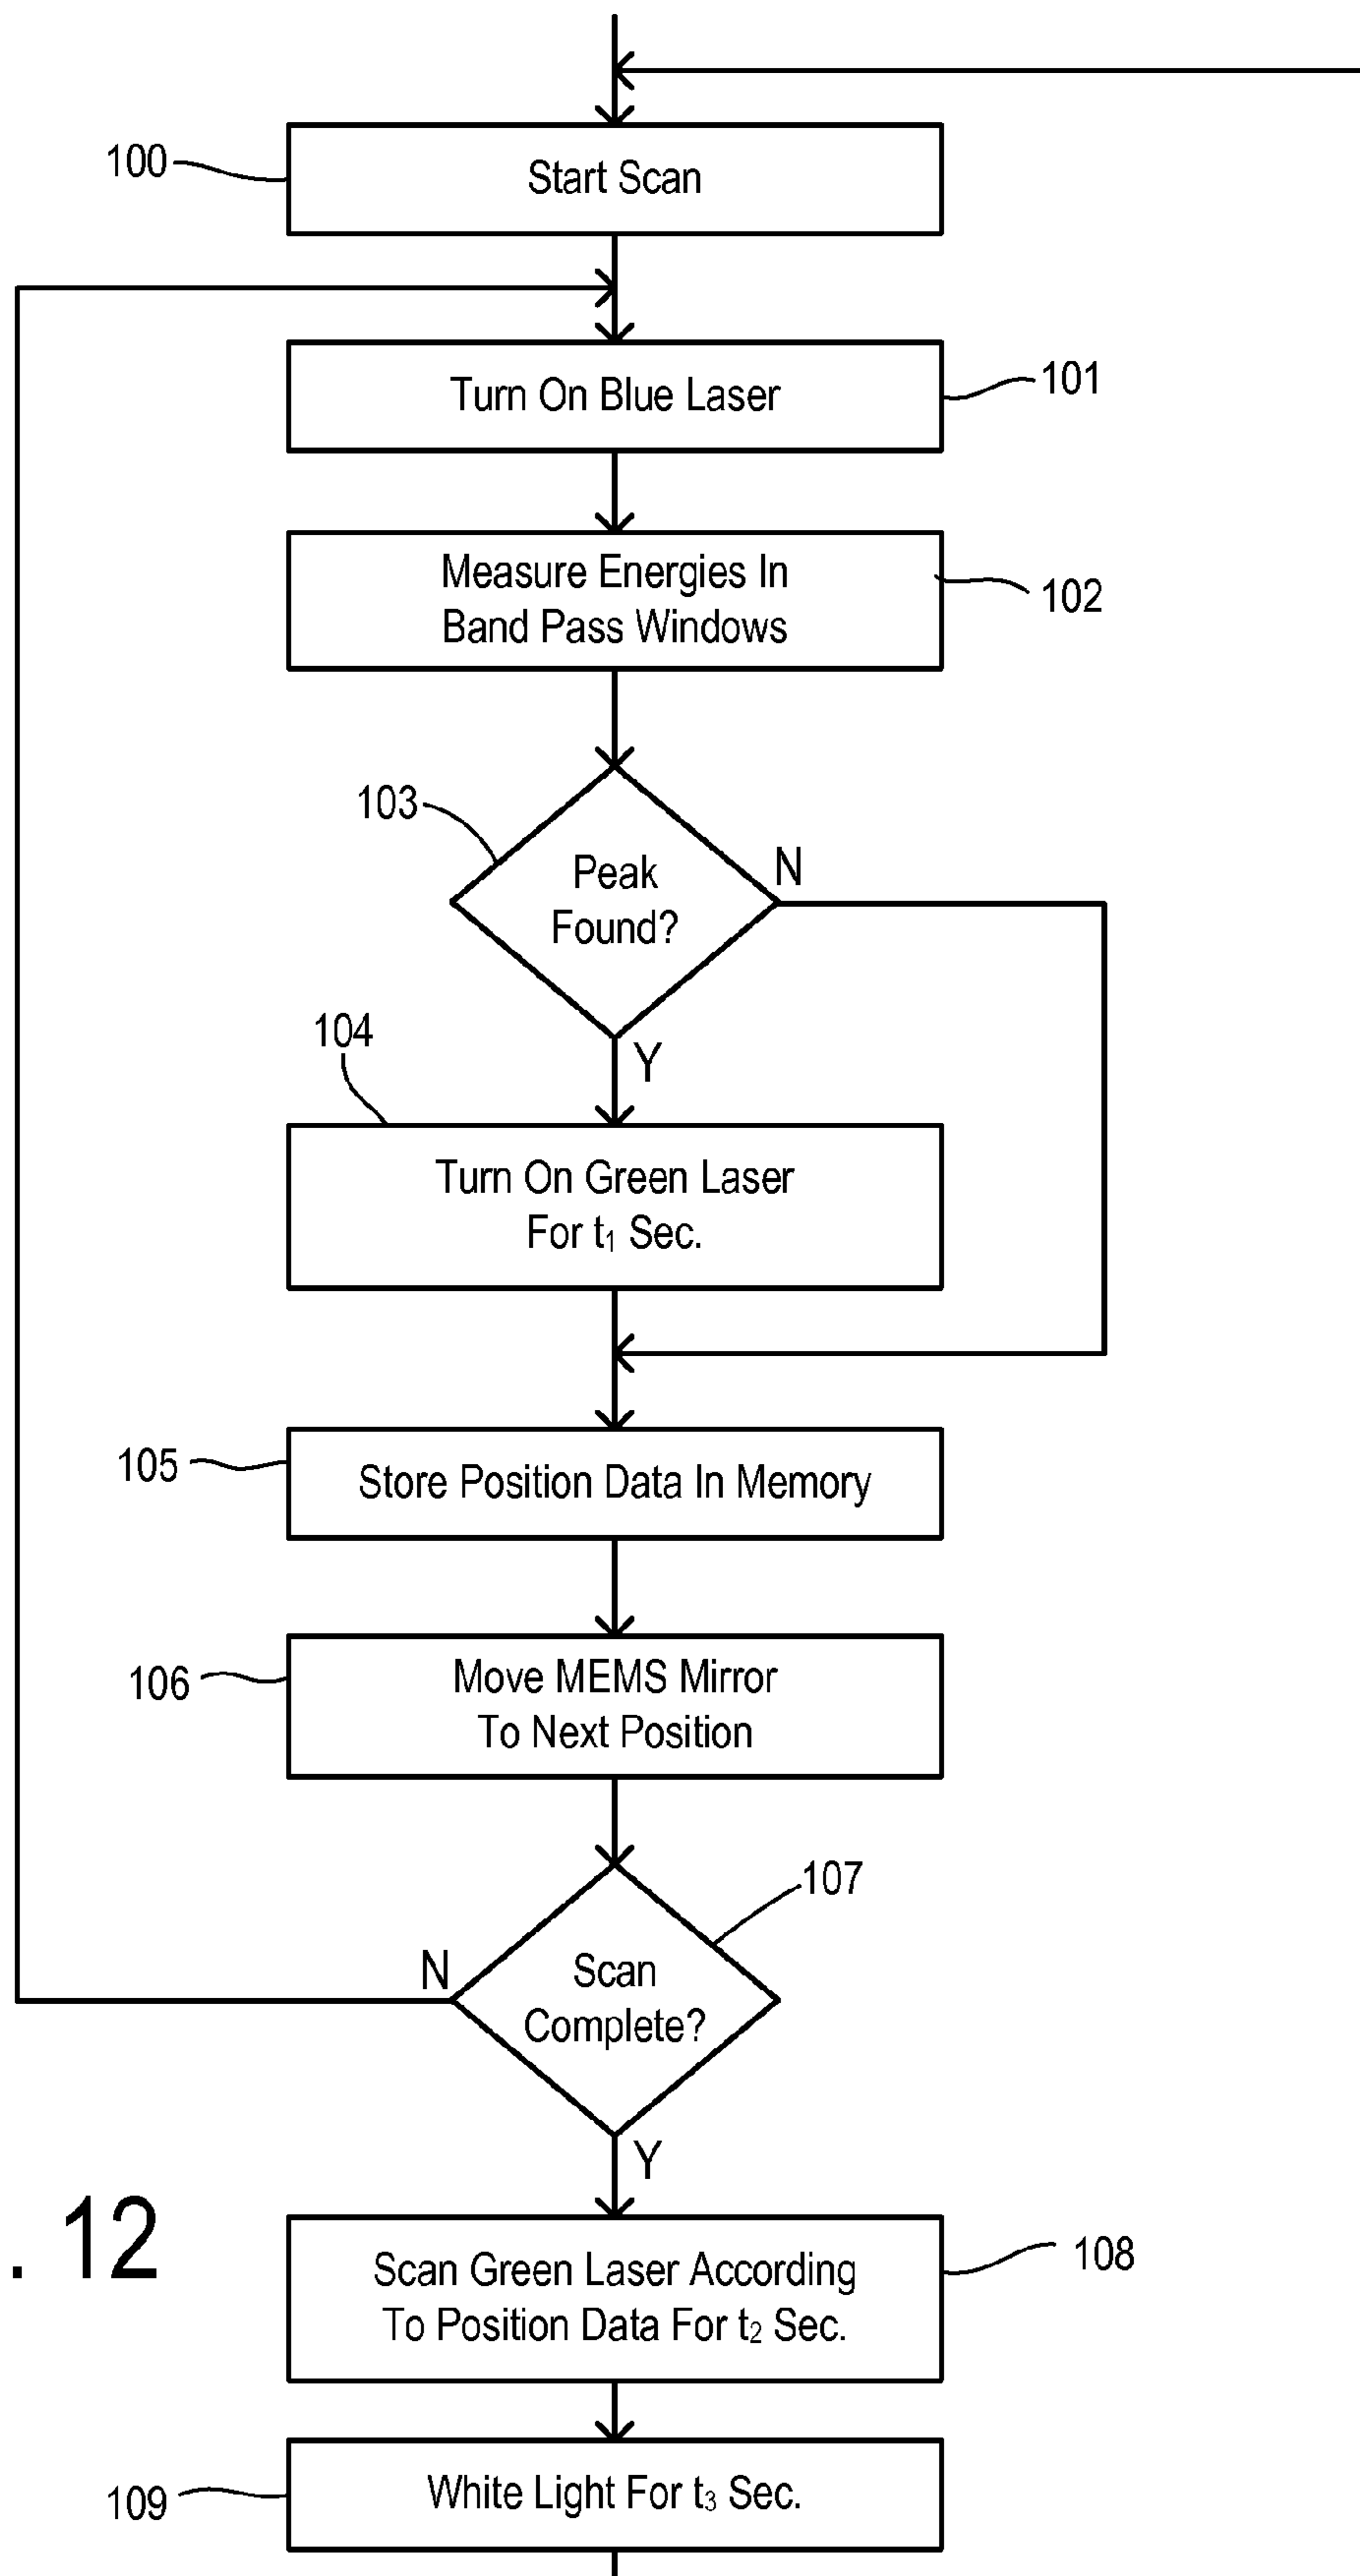 100
Start Scan
Turn On Blue Laser
101
Measure Energies In
Band Pass Windows
102
103
Peak
Found?
N
Y
104
Turn On Green Laser
For t₁ Sec.
105
Store Position Data In Memory
106
Move MEMS Mirror
To Next Position
107
N
Scan
Complete?
Y
. 12
Scan Green Laser According
To Position Data For t₂ Sec.
108
109
White Light For t₃ Sec.